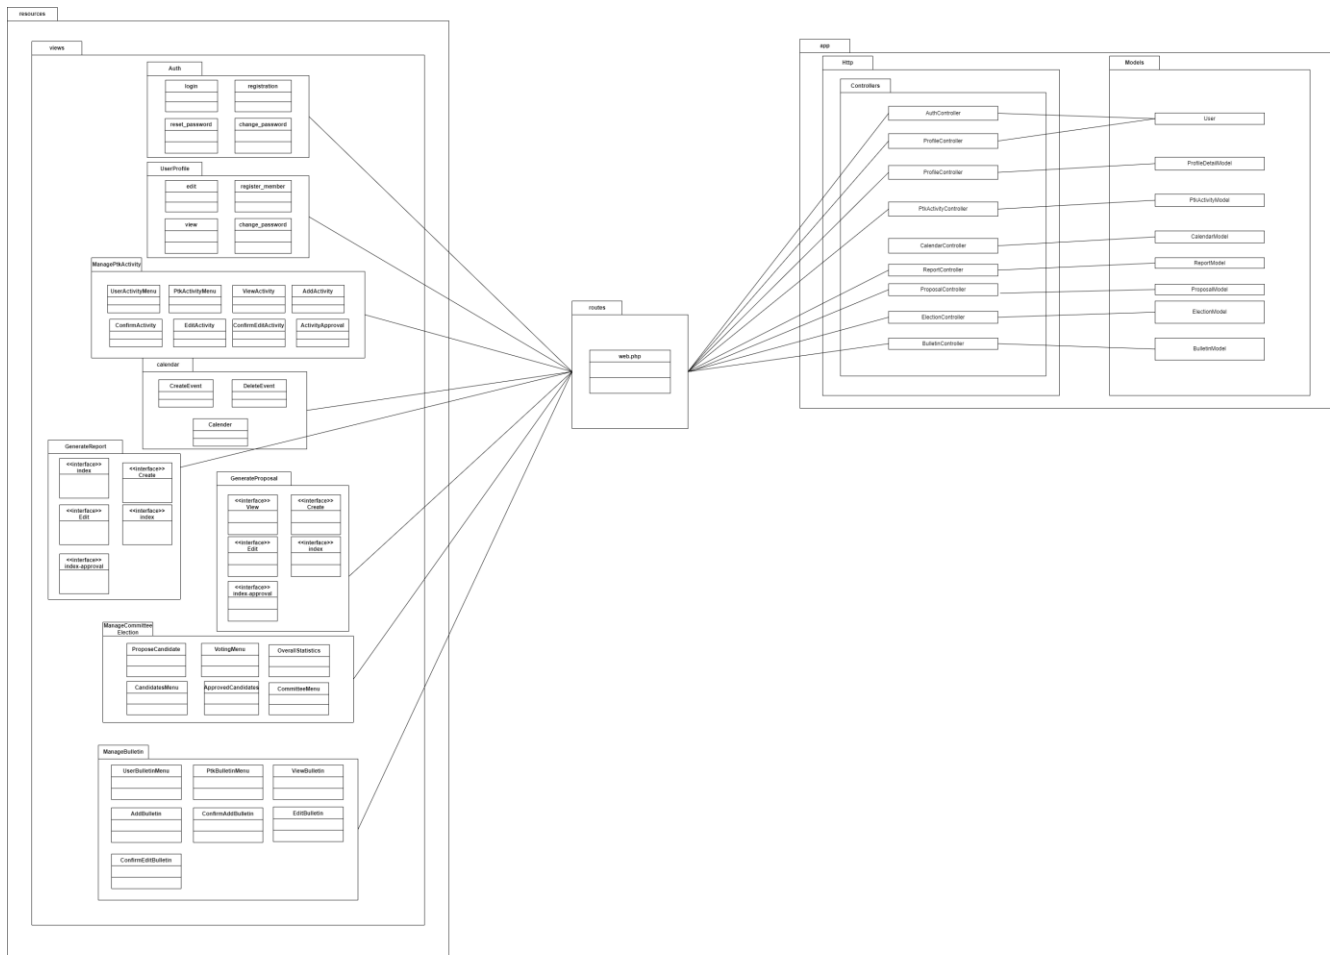 resources
views
Auth
login
registration
reset_password
change_password
UserProfile
edit
register_member
view
change_password
ManagePtkActivity
UserActivityMenu
PtkActivityMenu
ViewActivity
AddActivity
ConfirmActivity
EditActivity
ConfirmEditActivity
ActivityApproval
calendar
CreateEvent
DeleteEvent
Calender
GenerateReport
<<interface>>
index
<<interface>>
Create
<<interface>>
Edit
<<interface>>
index
<<interface>>
index-approval
GenerateProposal
<<interface>>
View
<<interface>>
Create
<<interface>>
Edit
<<interface>>
index
<<interface>>
index-approval
ManageCommittee
Election
ProposeCandidate
VotingMenu
OverallStatistics
CandidatesMenu
ApprovedCandidates
CommitteeMenu
ManageBulletin
UserBulletinMenu
PtkBulletinMenu
ViewBulletin
AddBulletin
ConfirmAddBulletin
EditBulletin
ConfirmEditBulletin
routes
web.php
app
Http
Controllers
AuthController
ProfileController
ProfileController
PtkActivityController
CalendarController
ReportController
ProposalController
ElectionController
BulletinController
Models
User
ProfileDetailModel
PtkActivityModel
CalendarModel
ReportModel
ProposalModel
ElectionModel
BulletinModel